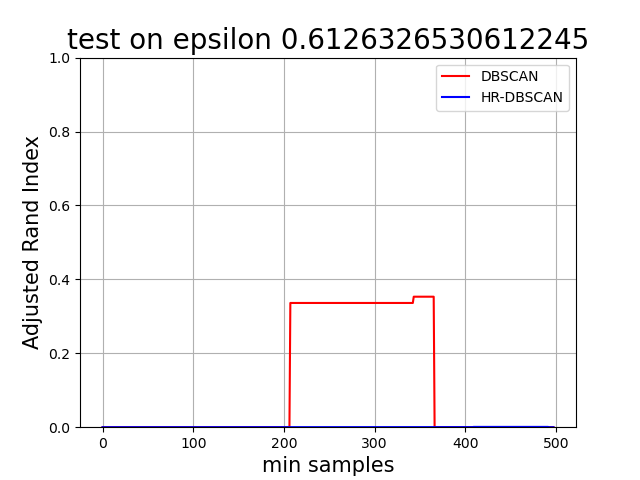 test on epsilon 0.6126326530612245
DBSCAN
HR-DBSCAN
Adjusted Rand Index
1.0
0.8
0.6
0.4
0.2
0.0
0 100 200 300 400 500
min samples